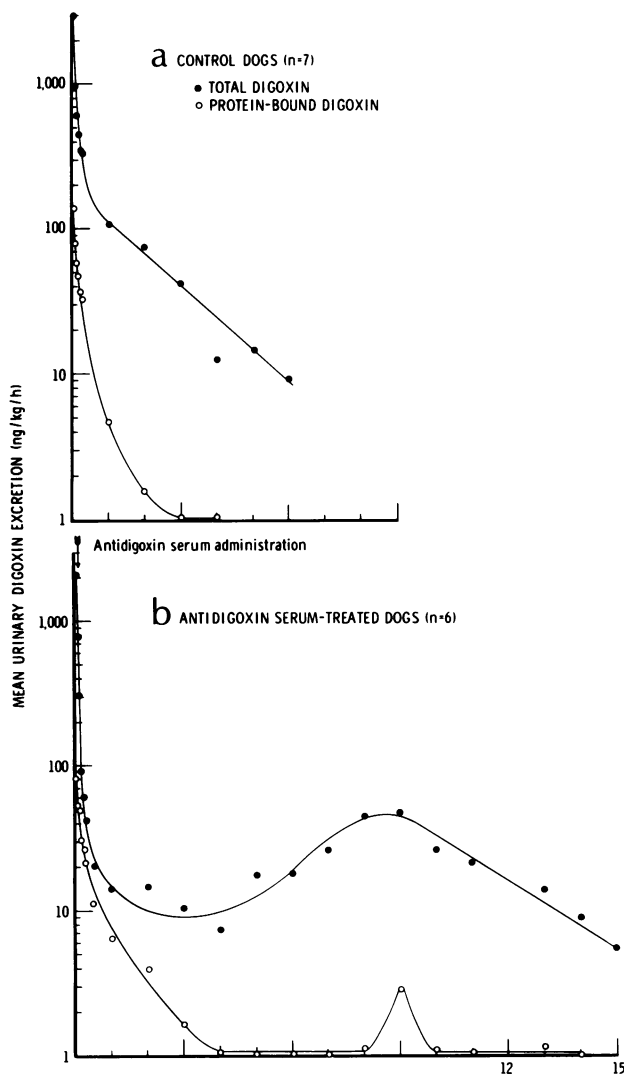 a CONTROL DOGS (n=7)
● TOTAL DIGOXIN
○ PROTEIN-BOUND DIGOXIN
1,000
100
10
1
MEAN URINARY DIGOXIN EXCRETION (ng/kg/h)
Antidigoxin serum administration
b ANTIDIGOXIN SERUM-TREATED DOGS (n=6)
1,000
100
10
1
12
15